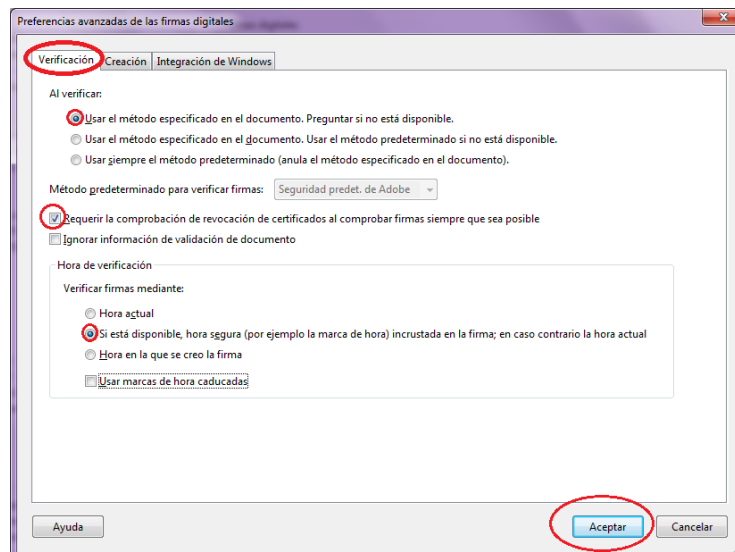 Preferencias avanzadas de las firmas digitales
Verificación Creación Integración de Windows
Al verificar:
Usar el método especificado en el documento. Preguntar si no está disponible.
Usar el método especificado en el documento. Usar el método predeterminado si no está disponible.
Usar siempre el método predeterminado (anula el método especificado en el documento).
Método predeterminado para verificar firmas: Seguridad predet. de Adobe
Requerir la comprobación de revocación de certificados al comprobar firmas siempre que sea posible
Ignorar información de validación de documento
Hora de verificación
Verificar firmas mediante:
Hora actual
Si está disponible, hora segura (por ejemplo la marca de hora) incrustada en la firma; en caso contrario la hora actual
Hora en la que se creo la firma
Usar marcas de hora caducadas
Ayuda Aceptar Cancelar